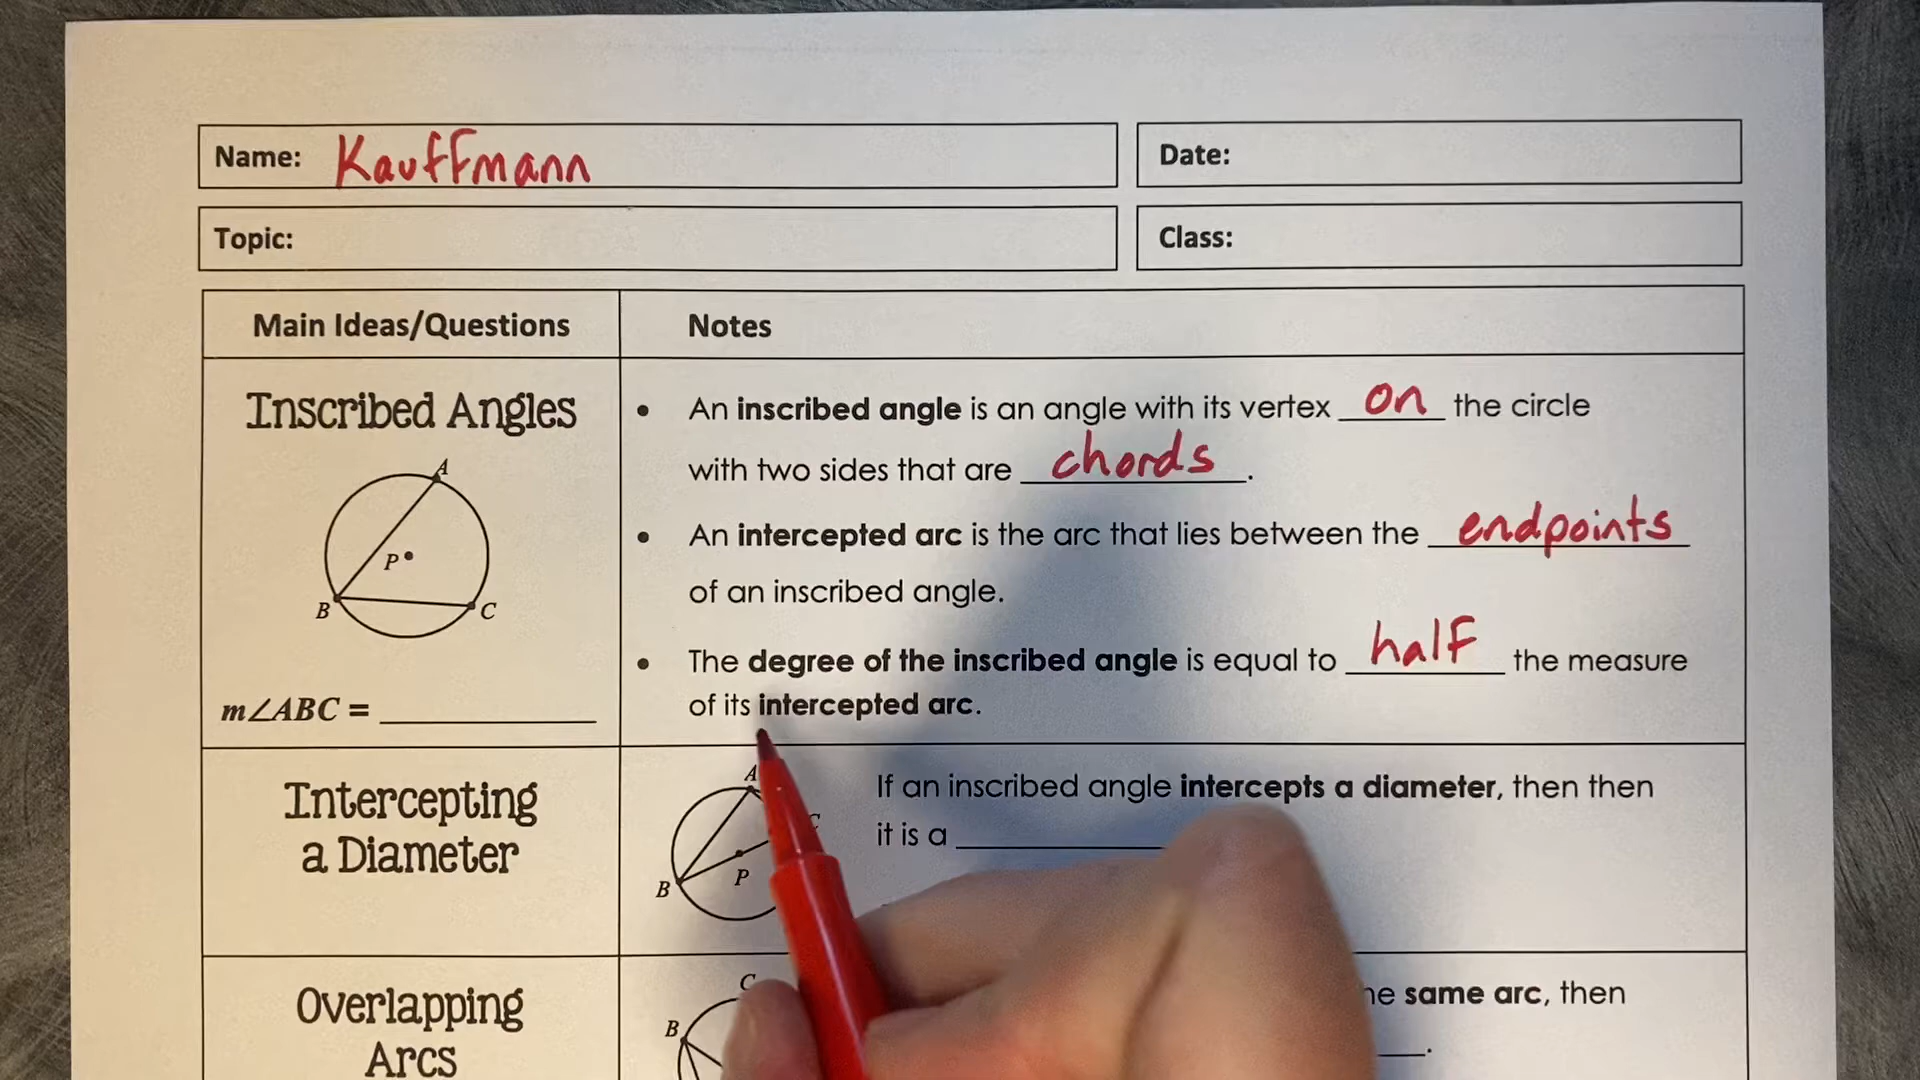 Name: Kauffmann
Date:
Topic:
Class:
Main Ideas/Questions
Notes
Inscribed Angles
A
P
B
C
m∠ABC = ____________
• An inscribed angle is an angle with its vertex on the circle
with two sides that are chords.
• An intercepted arc is the arc that lies between the endpoints
of an inscribed angle.
• The degree of the inscribed angle is equal to half the measure
of its intercepted arc.
Intercepting
a Diameter
A
C
P
B
If an inscribed angle intercepts a diameter, then then
it is a ____________
Overlapping
Arcs
C
B
same arc, then
.